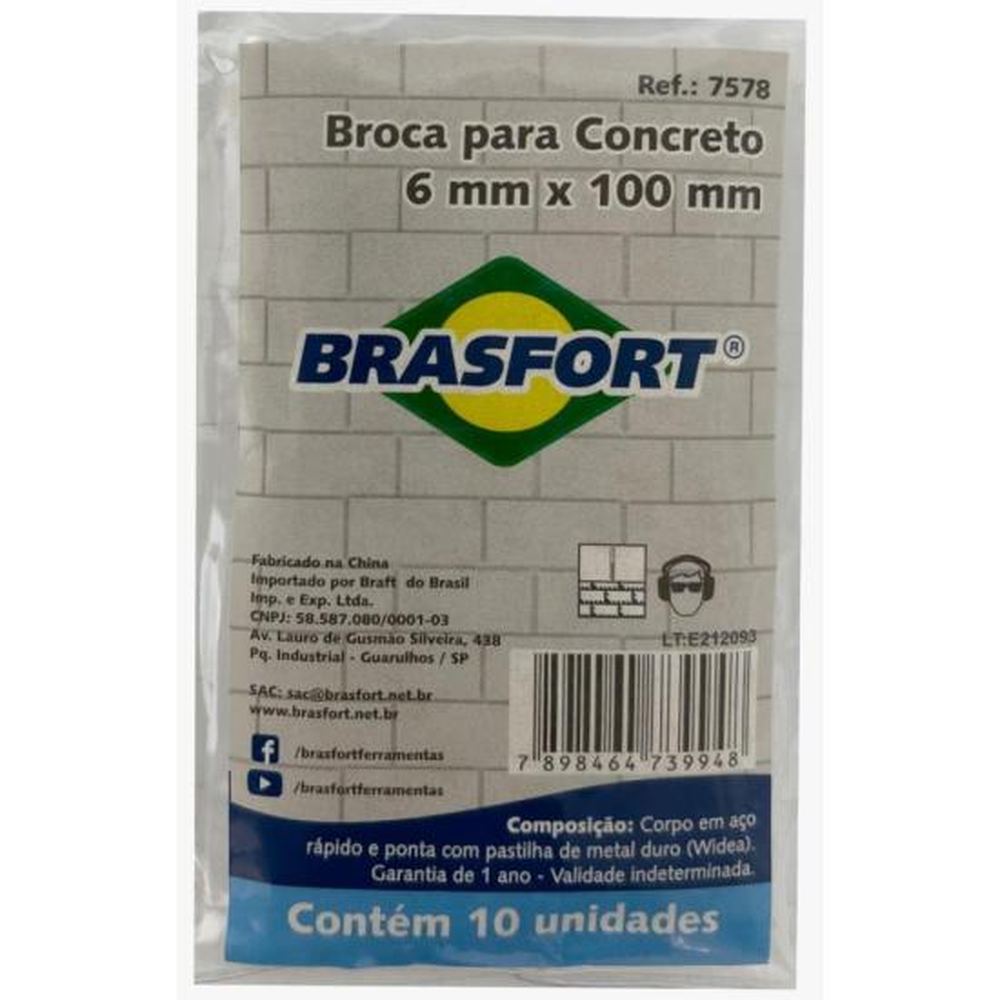 Ref.: 7578
Broca para Concreto
6 mm x 100 mm
BRASFORT®
Fabricado na China
Importado por Braft do Brasil
Imp. e Exp. Ltda.
CNPJ: 58.587.080/0001-03
Av. Lauro de Gusmão Silveira, 438
Pq. Industrial - Guarulhos / SP
SAC: sac@brasfort.net.br
www.brasfort.net.br
/brasfortferramentas
/brasfortferramentas
LT:E212093
7 898464 739948
Composição: Corpo em aço
rápido e ponta com pastilha de metal duro (Widea).
Garantia de 1 ano - Validade indeterminada.
Contém 10 unidades